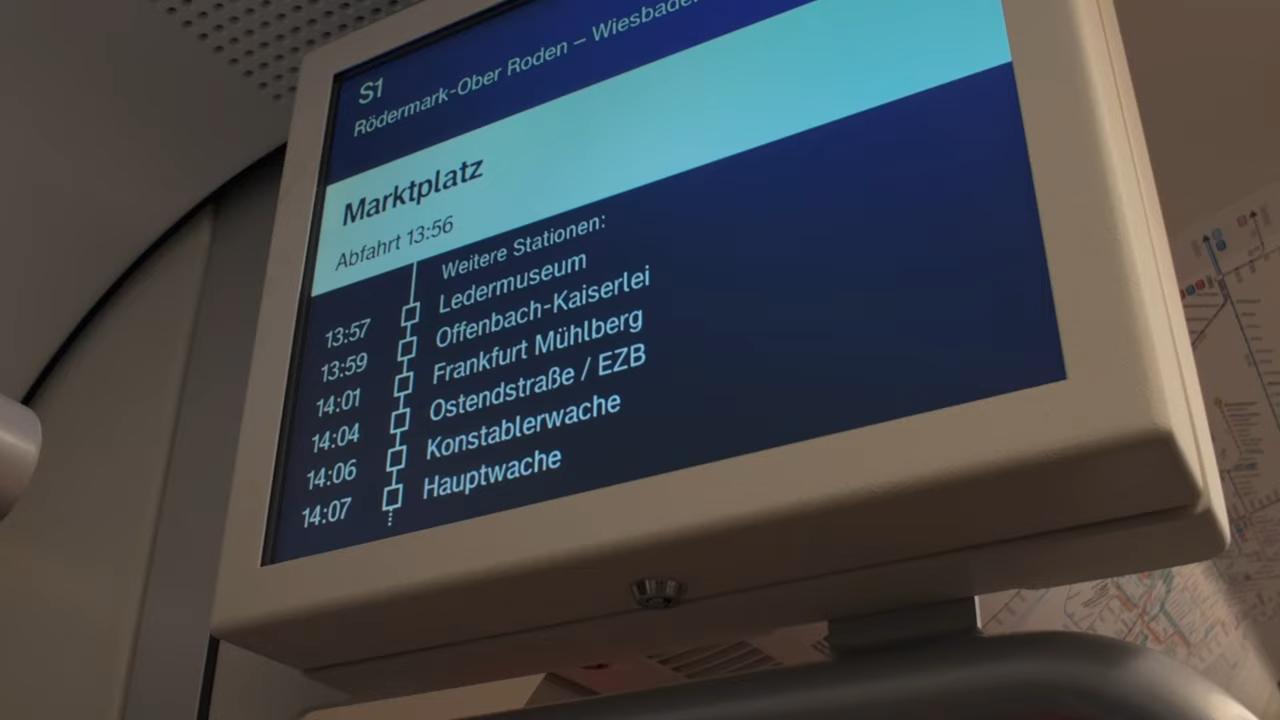 S1
Rödermark-Ober Roden – Wiesbaden
Marktplatz
Abfahrt 13:56
Weitere Stationen:
13:57 Ledermuseum
13:59 Offenbach-Kaiserlei
14:01 Frankfurt Mühlberg
14:04 Ostendstraße / EZB
14:06 Konstablerwache
14:07 Hauptwache